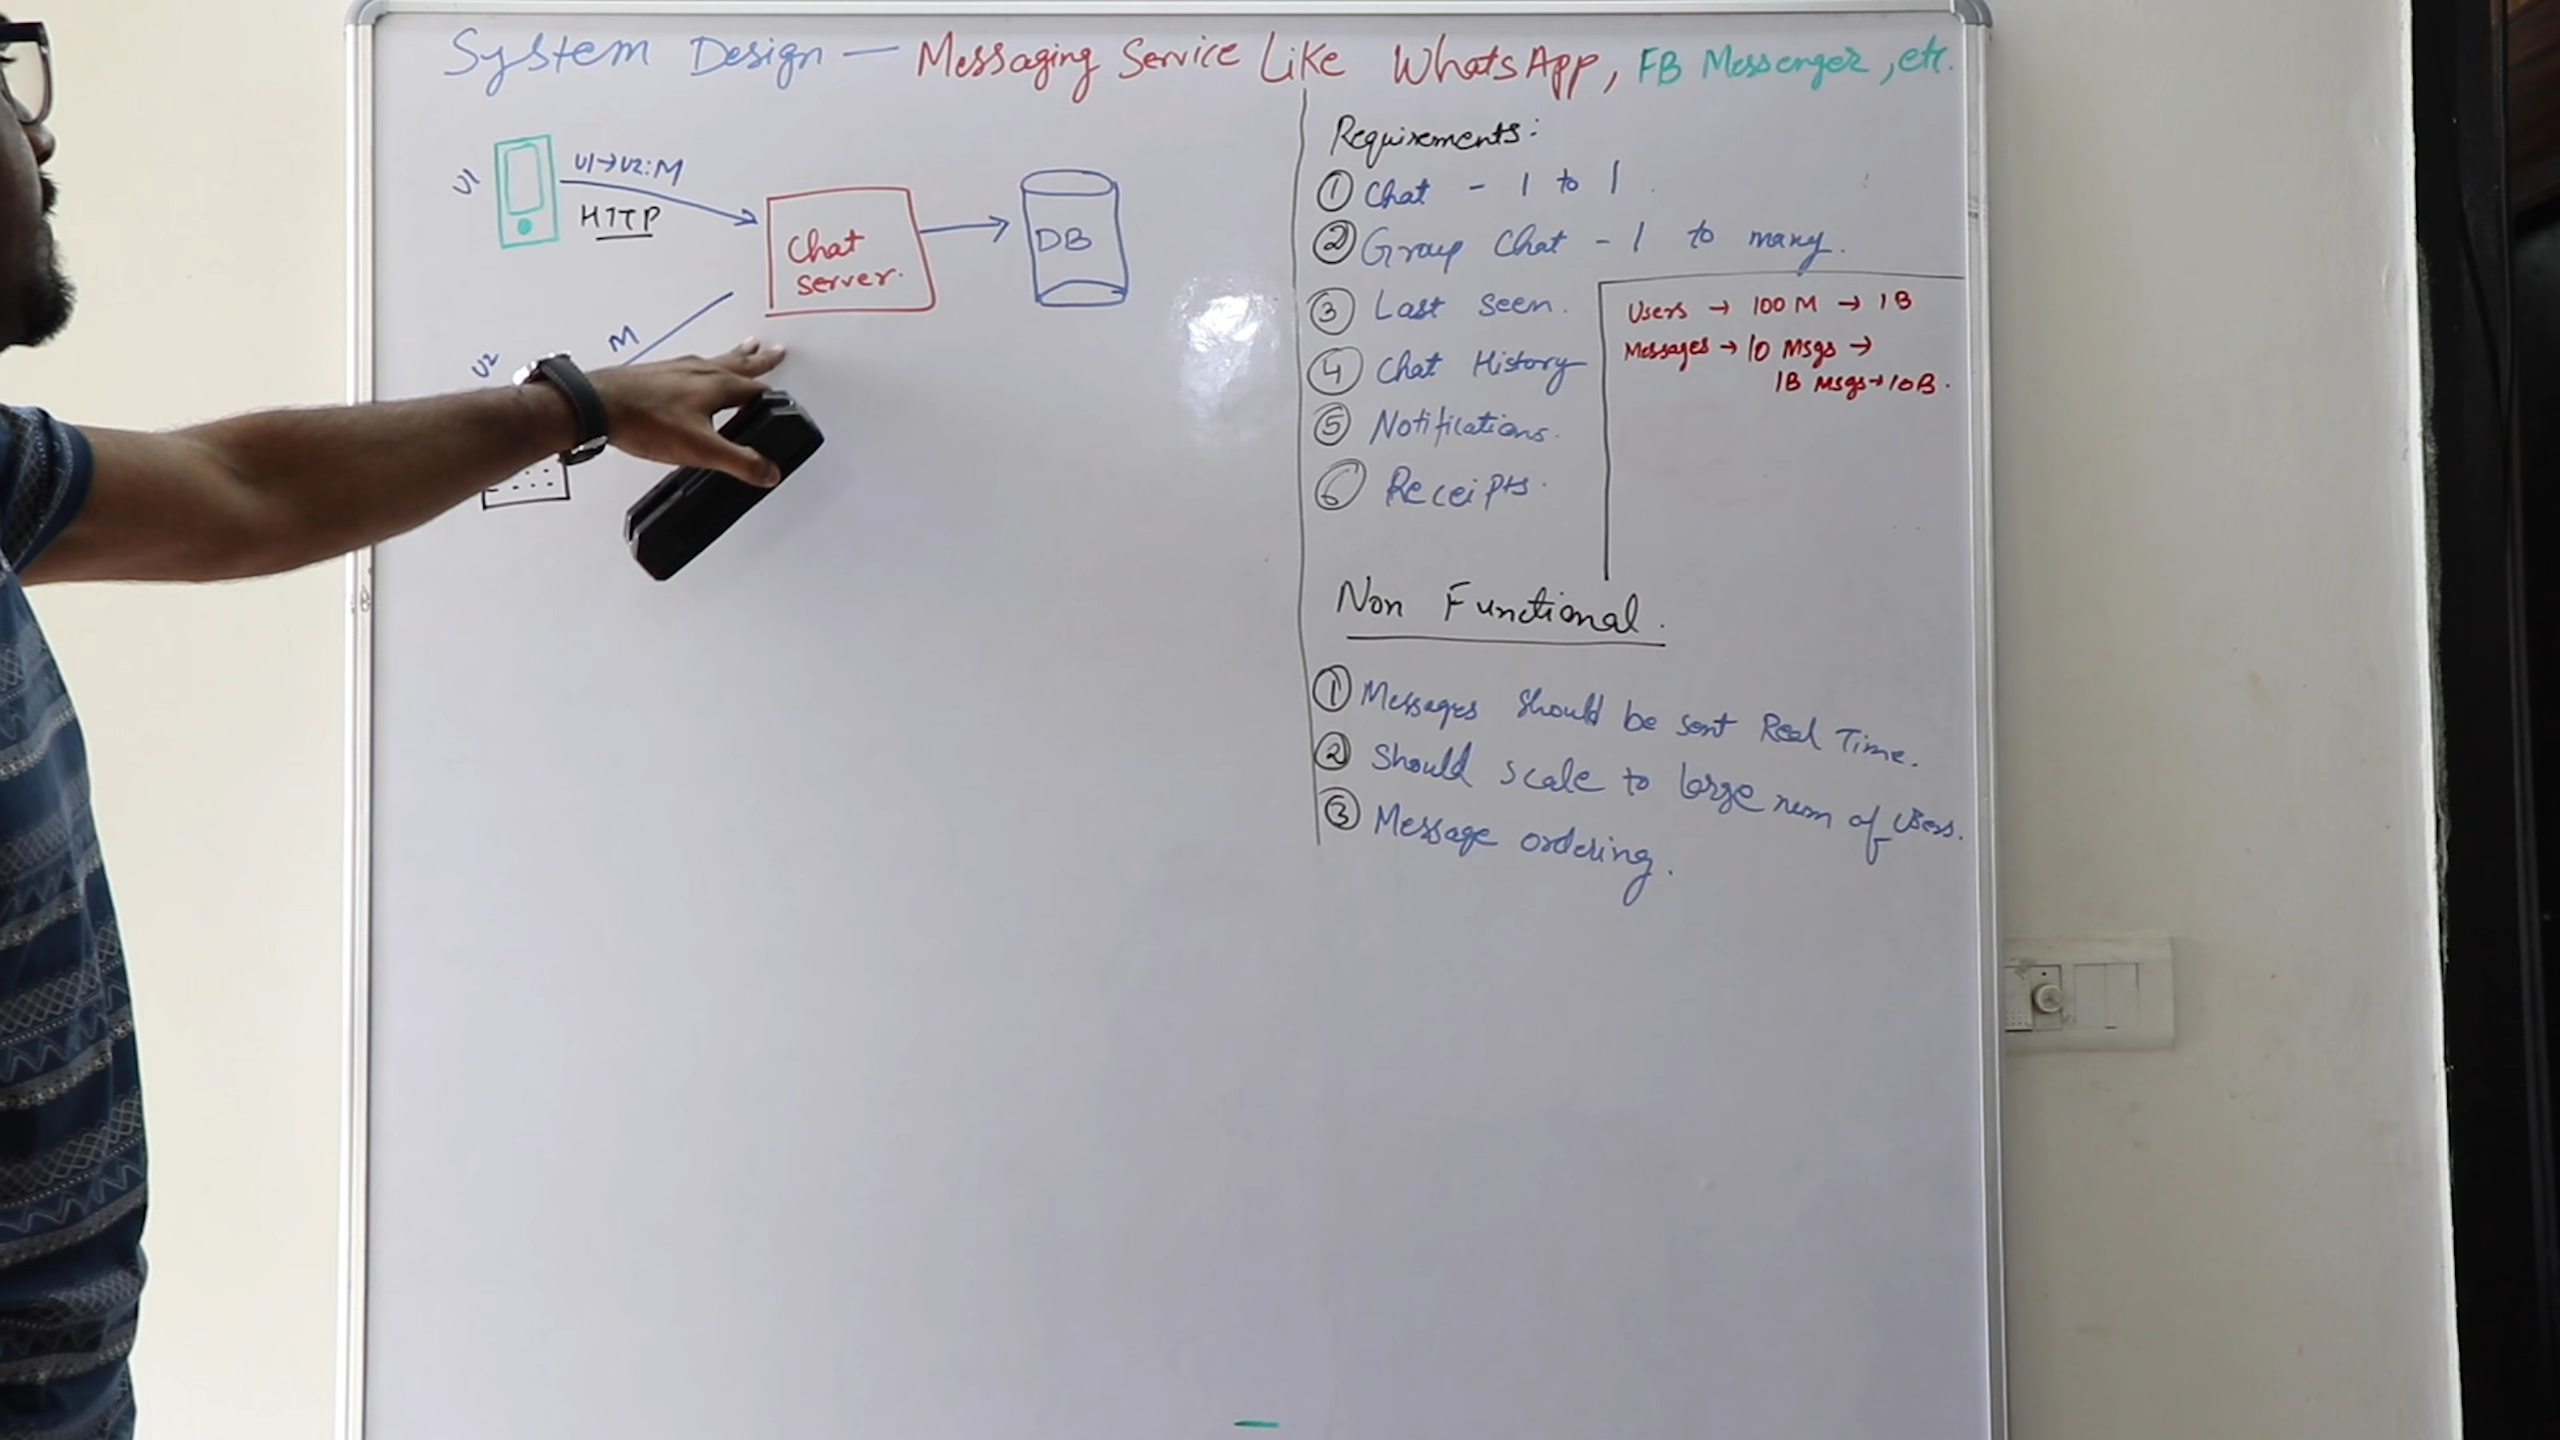 System Design — Messaging Service Like WhatsApp, FB Messenger, etc.
U1
U1→U2:M
HTTP
Chat
server.
DB
M
U2
Requirements:
① Chat - 1 to 1
② Group Chat - 1 to many.
③ Last seen.
④ Chat History
⑤ Notifications.
⑥ Receipts.
Users → 100 M → 1 B
Messages → 10 Msgs →
1B Msgs → 10B.
Non Functional.
① Messages should be sent Real Time.
② Should scale to large num of Users.
③ Message ordering.